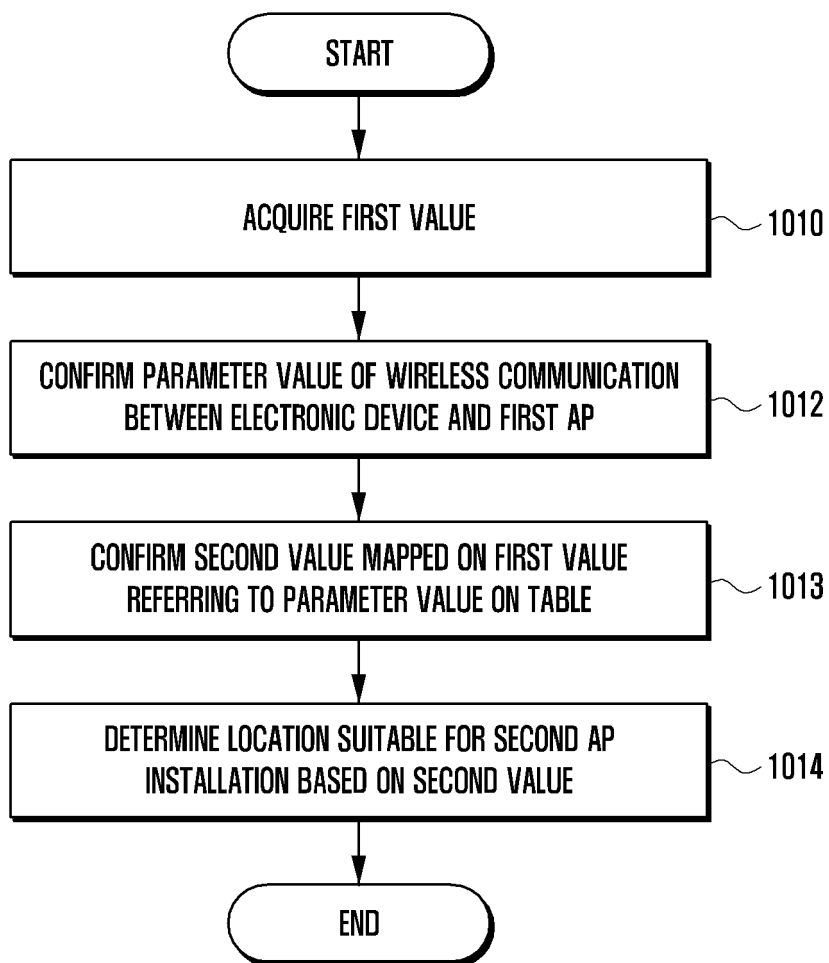 START
ACQUIRE FIRST VALUE
1010
CONFIRM PARAMETER VALUE OF WIRELESS COMMUNICATION
BETWEEN ELECTRONIC DEVICE AND FIRST AP
1012
CONFIRM SECOND VALUE MAPPED ON FIRST VALUE
REFERRING TO PARAMETER VALUE ON TABLE
1013
DETERMINE LOCATION SUITABLE FOR SECOND AP
INSTALLATION BASED ON SECOND VALUE
1014
END